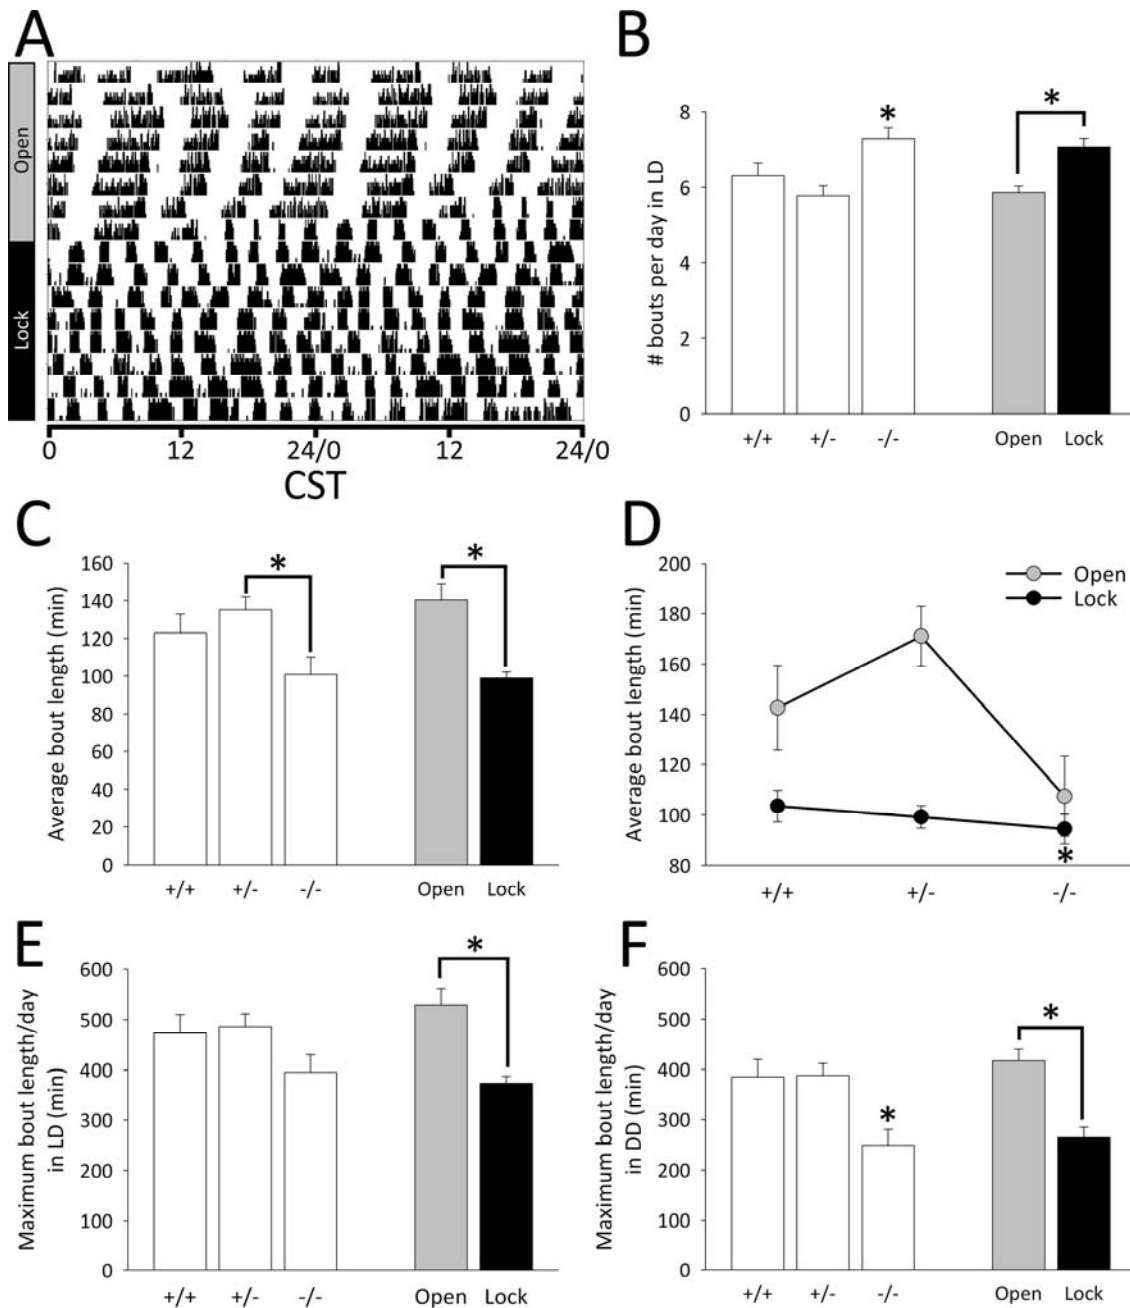 A
Open
Lock
0 12 24/0 12 24/0
CST
B
# bouts per day in LD
8
6
4
2
0
*
*
+/+ +/- -/- Open Lock
C
Average bout length (min)
160
140
120
100
80
60
40
20
0
*
*
+/+ +/- -/- Open Lock
D
Average bout length (min)
200
180
160
140
120
100
80
Open
Lock
*
+/+ +/- -/-
E
Maximum bout length/day
in LD (min)
600
500
400
300
200
100
0
*
+/+ +/- -/- Open Lock
F
Maximum bout length/day
in DD (min)
600
500
400
300
200
100
0
*
*
+/+ +/- -/- Open Lock